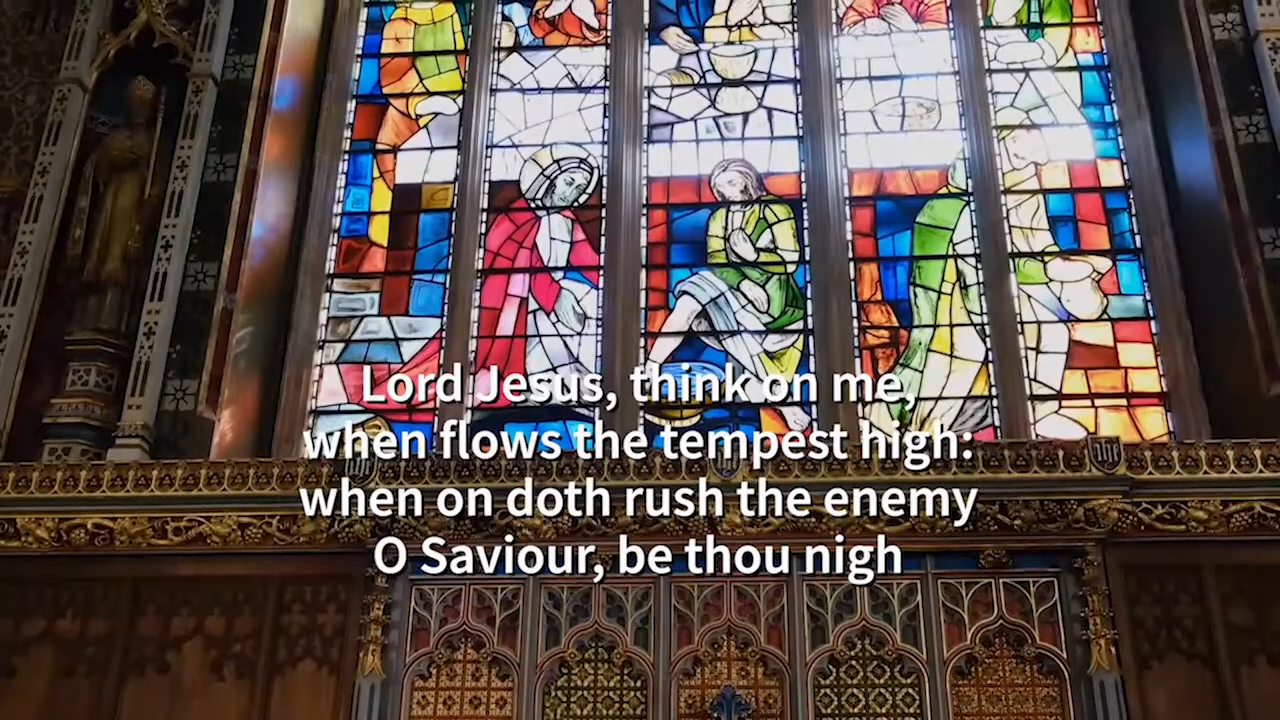 Lord Jesus, think on me,
when flows the tempest high:
when on doth rush the enemy
O Saviour, be thou nigh